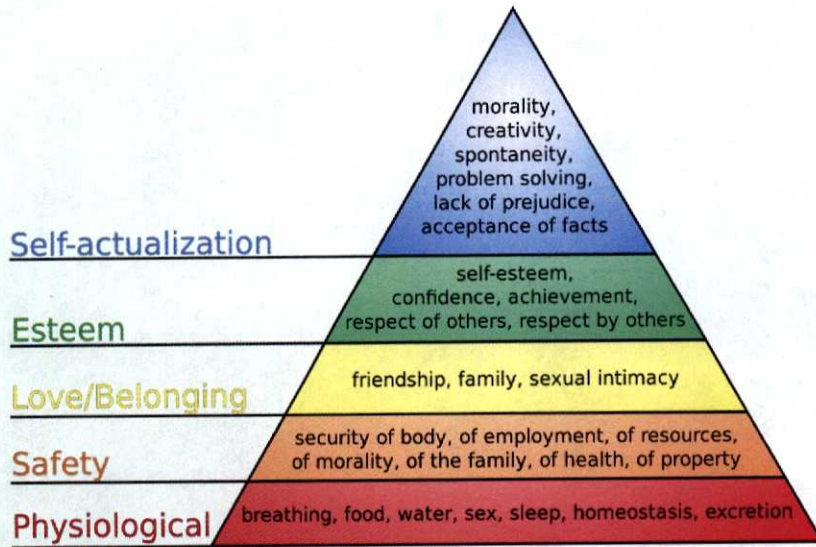 morality,
creativity,
spontaneity,
problem solving,
lack of prejudice,
acceptance of facts
Self-actualization
self-esteem,
confidence, achievement,
respect of others, respect by others
Esteem
friendship, family, sexual intimacy
Love/Belonging
security of body, of employment, of resources,
of morality, of the family, of health, of property
Safety
breathing, food, water, sex, sleep, homeostasis, excretion
Physiological